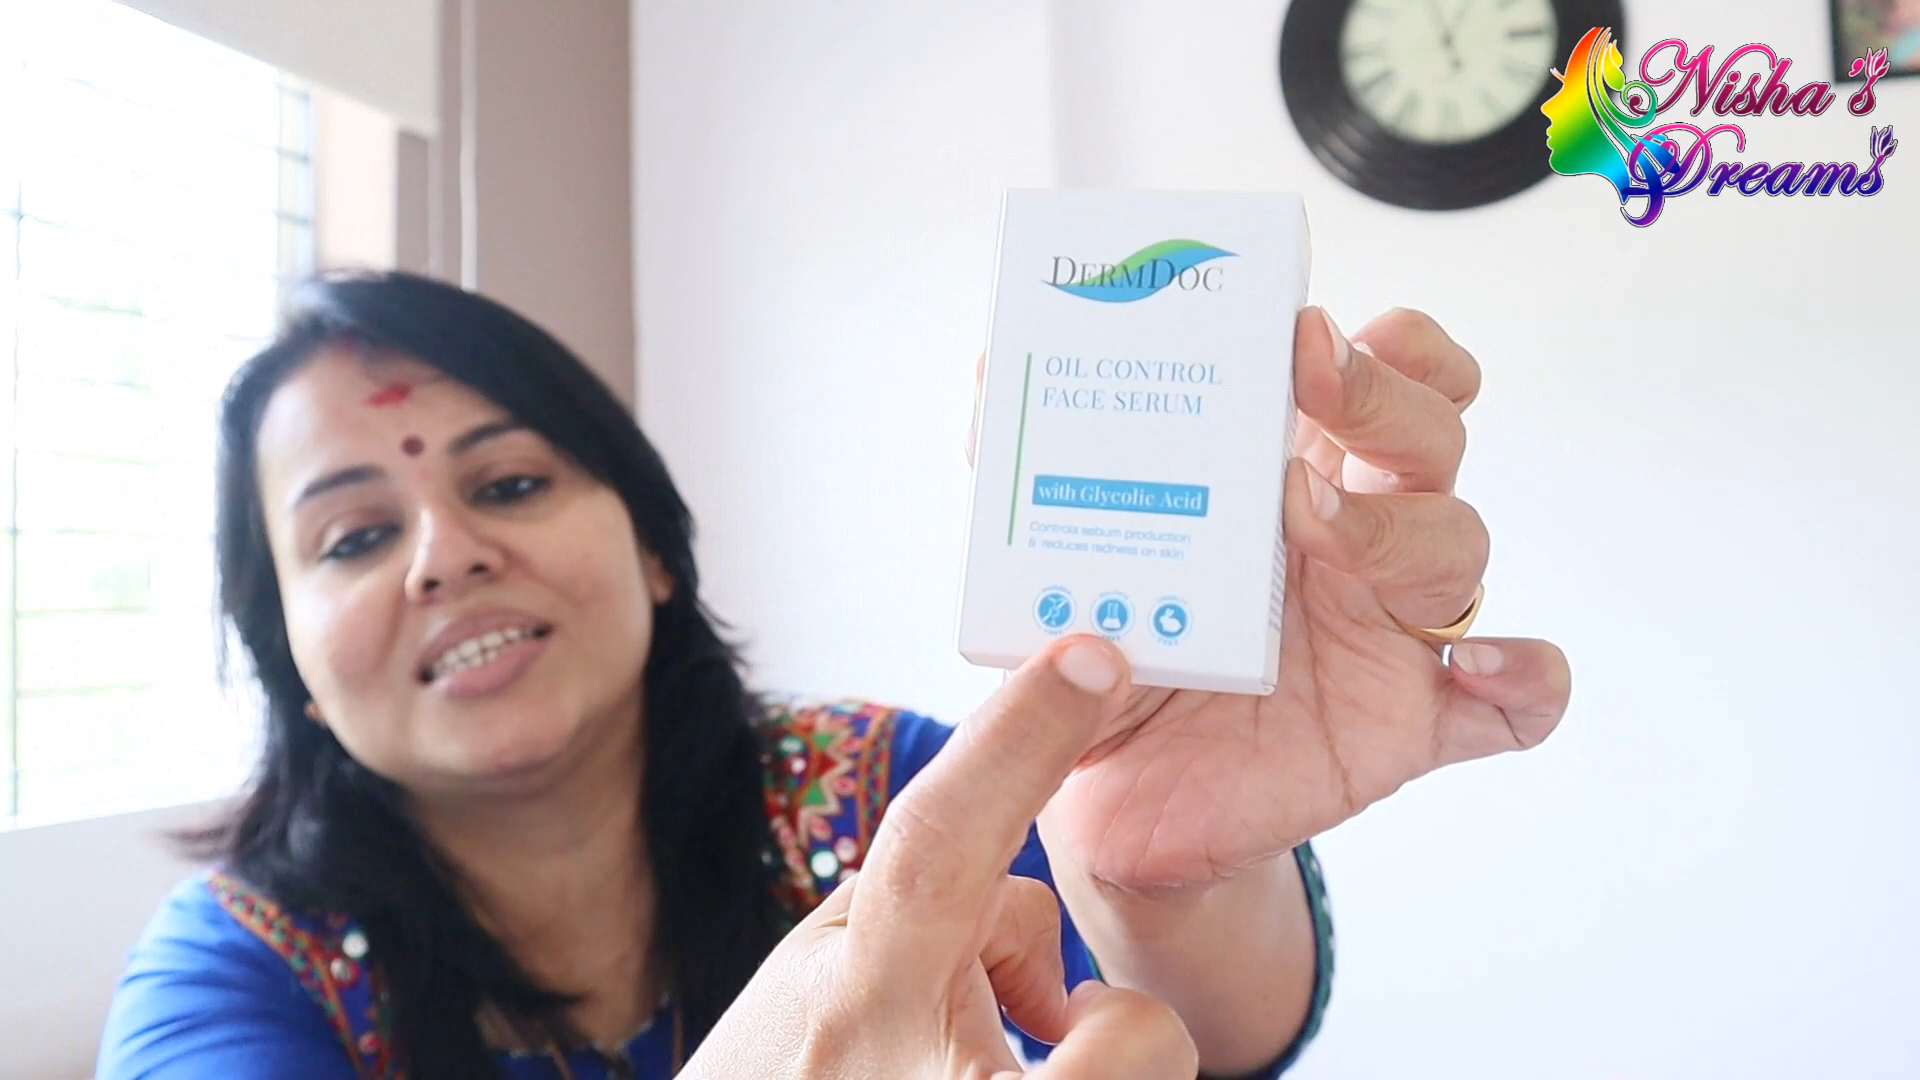 Nisha's
Dreams
DERMDOC
OIL CONTROL
FACE SERUM
with Glycolic Acid
Controls sebum production
& reduces redness on skin